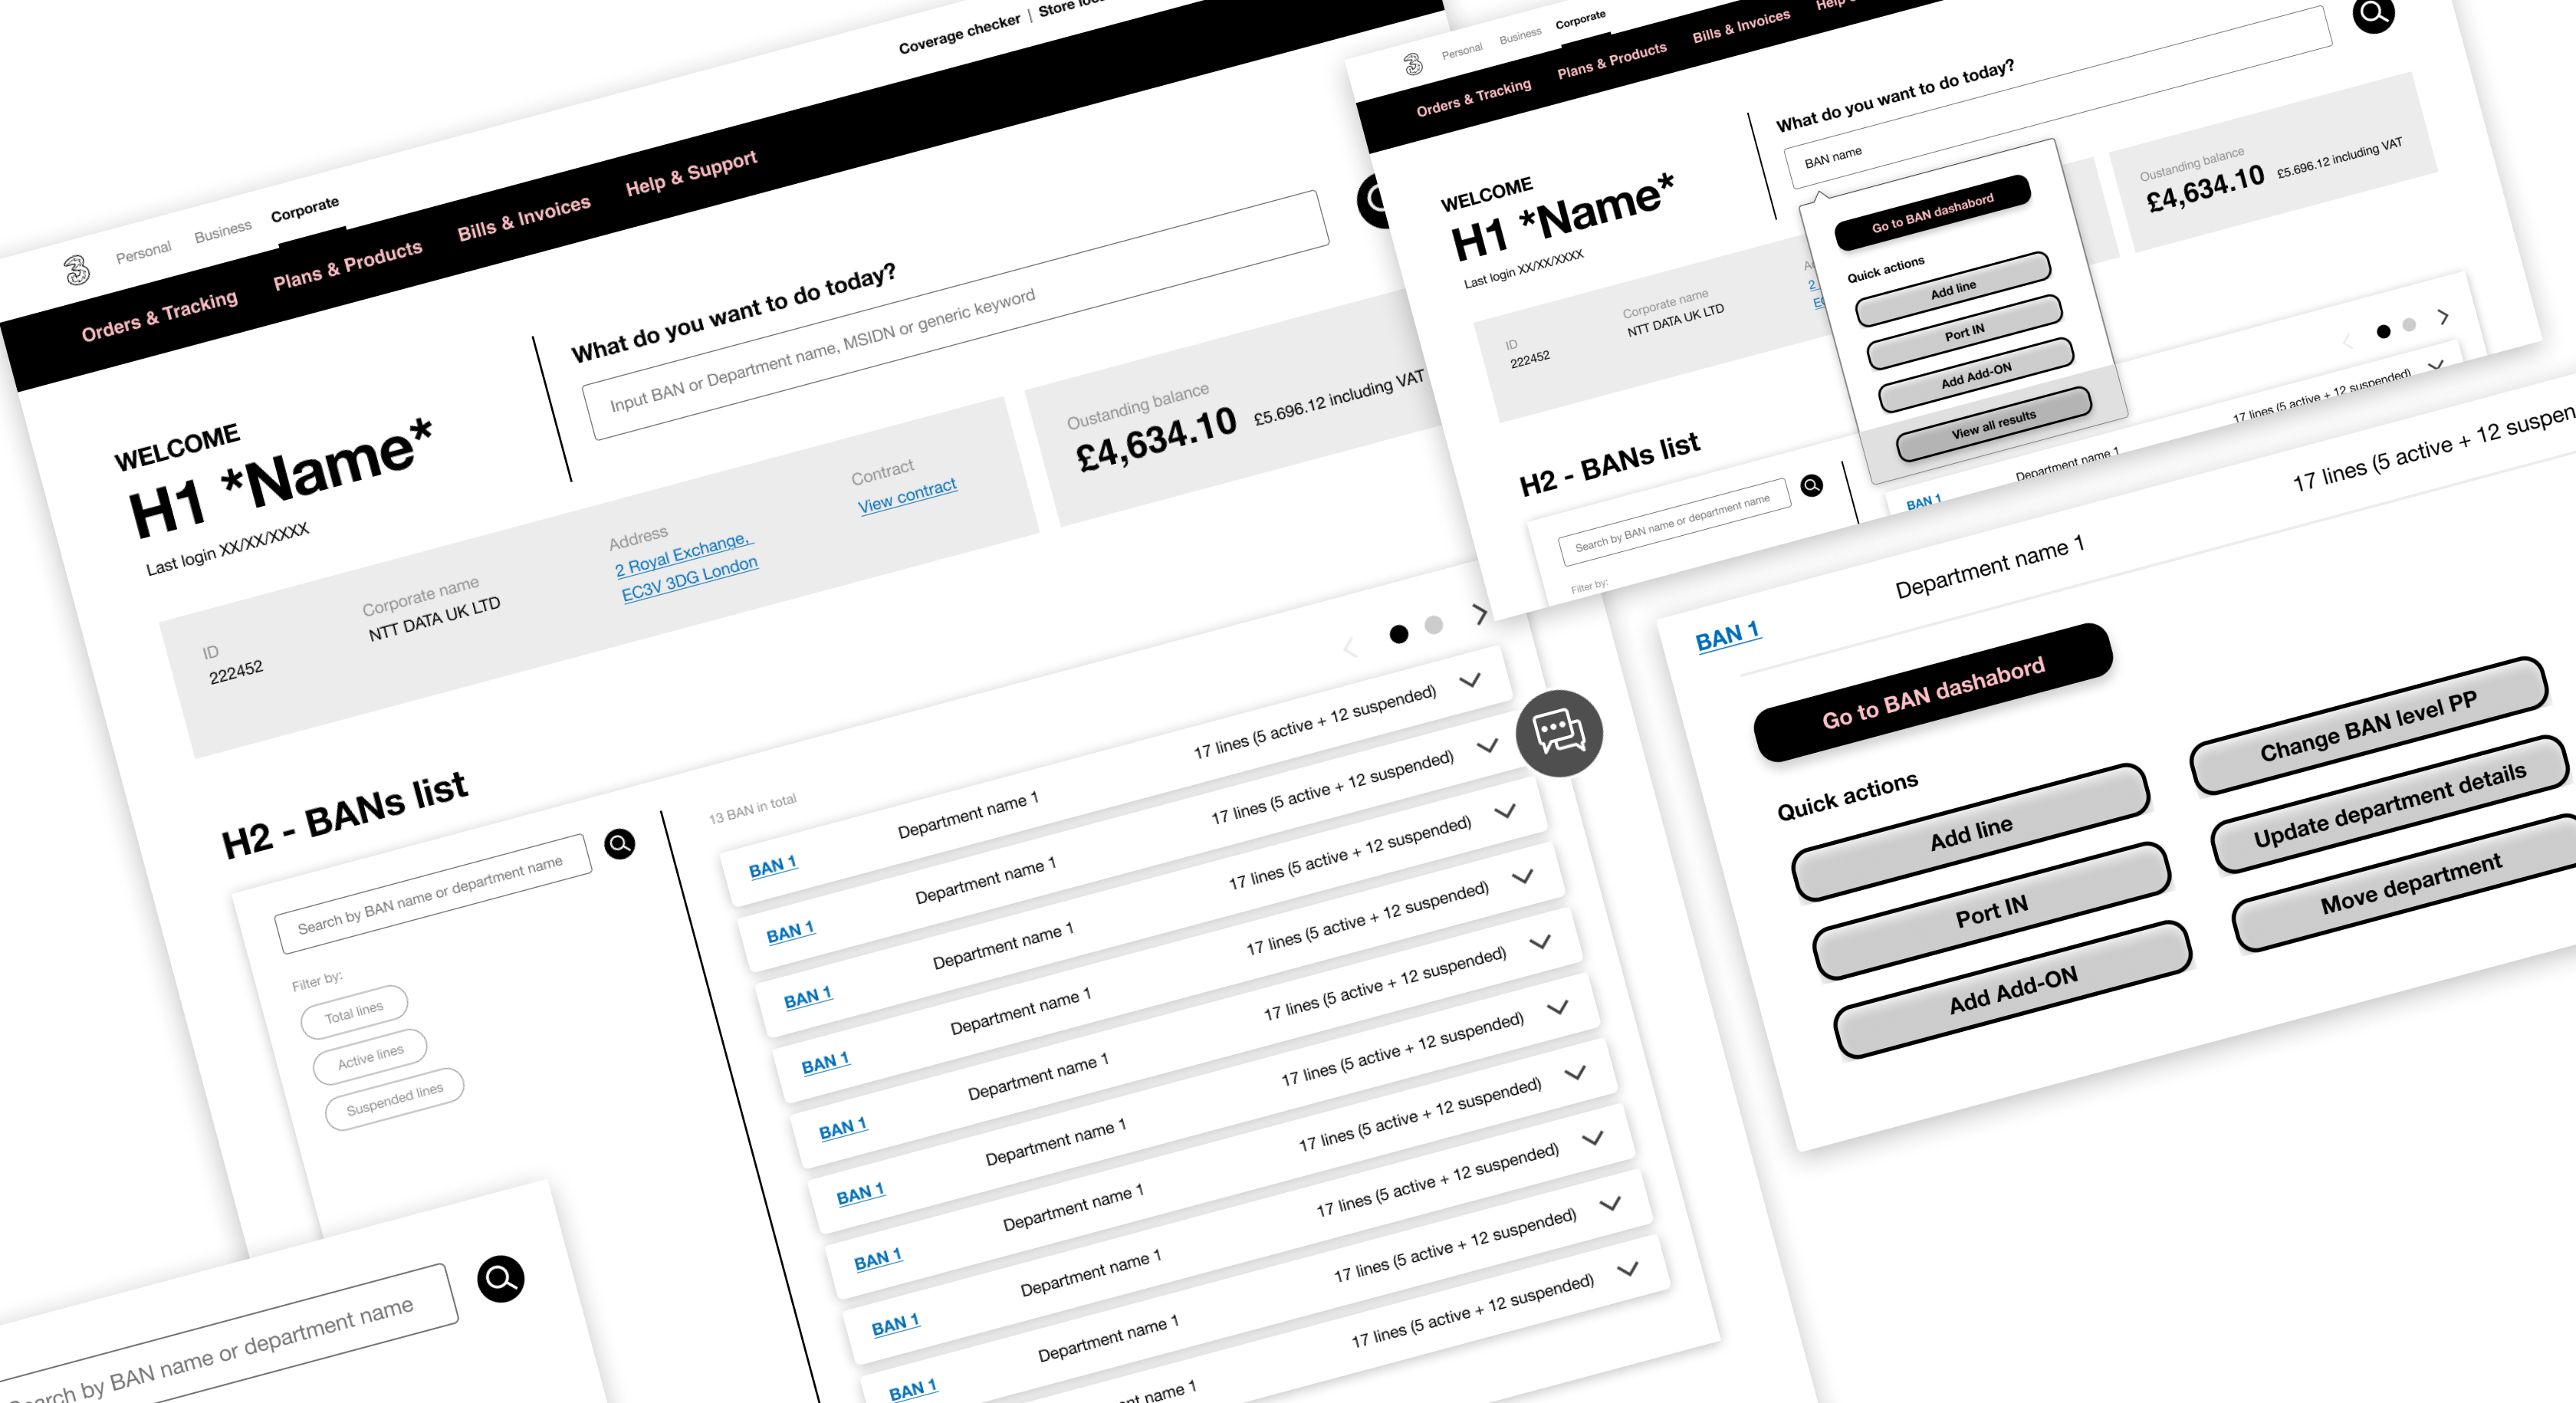 Coverage checker | Store
Personal Business Corporate
Orders & Tracking Plans & Products Bills & Invoices Help & Support
WELCOME
H1 *Name*
Last login XX/XX/XXXX
What do you want to do today?
Input BAN or Department name, MSIDN or generic keyword
ID
222452
Corporate name
NTT DATA UK LTD
Address
2 Royal Exchange,
EC3V 3DG London
Contract
View contract
Oustanding balance
£4,634.10 £5.696.12 including VAT
H2 - BANs list
Search by BAN name or department name
Filter by:
Total lines
Active lines
Suspended lines
13 BAN in total
BAN 1 Department name 1 17 lines (5 active + 12 suspended)
BAN 1 Department name 1 17 lines (5 active + 12 suspended)
BAN 1 Department name 1 17 lines (5 active + 12 suspended)
BAN 1 Department name 1 17 lines (5 active + 12 suspended)
BAN 1 Department name 1 17 lines (5 active + 12 suspended)
BAN 1 Department name 1 17 lines (5 active + 12 suspended)
BAN 1 Department name 1 17 lines (5 active + 12 suspended)
BAN 1 Department name 1 17 lines (5 active + 12 suspended)
BAN 1 Department name 1 17 lines (5 active + 12 suspended)
name 1 17 lines (5 active + 12 suspended)
by BAN name or department name
Personal Business Corporate
Orders & Tracking Plans & Products Bills & Invoices Help
WELCOME
H1 *Name*
Last login XX/XX/XXXX
What do you want to do today?
BAN name
Go to BAN dashabord
Quick actions
Add line
Port IN
Add Add-ON
View all results
ID
222452
Corporate name
NTT DATA UK LTD
2
Oustanding balance
£4,634.10 £5.696.12 including VAT
H2 - BANs list
Search by BAN name or department name
Filter by:
BAN 1 Department name 1 17 lines (5 active + 12 suspended)
BAN 1 Department name 1 17 lines (5 active + 12
Go to BAN dashabord
Quick actions
Add line
Port IN
Add Add-ON
Change BAN level PP
Update department details
Move department